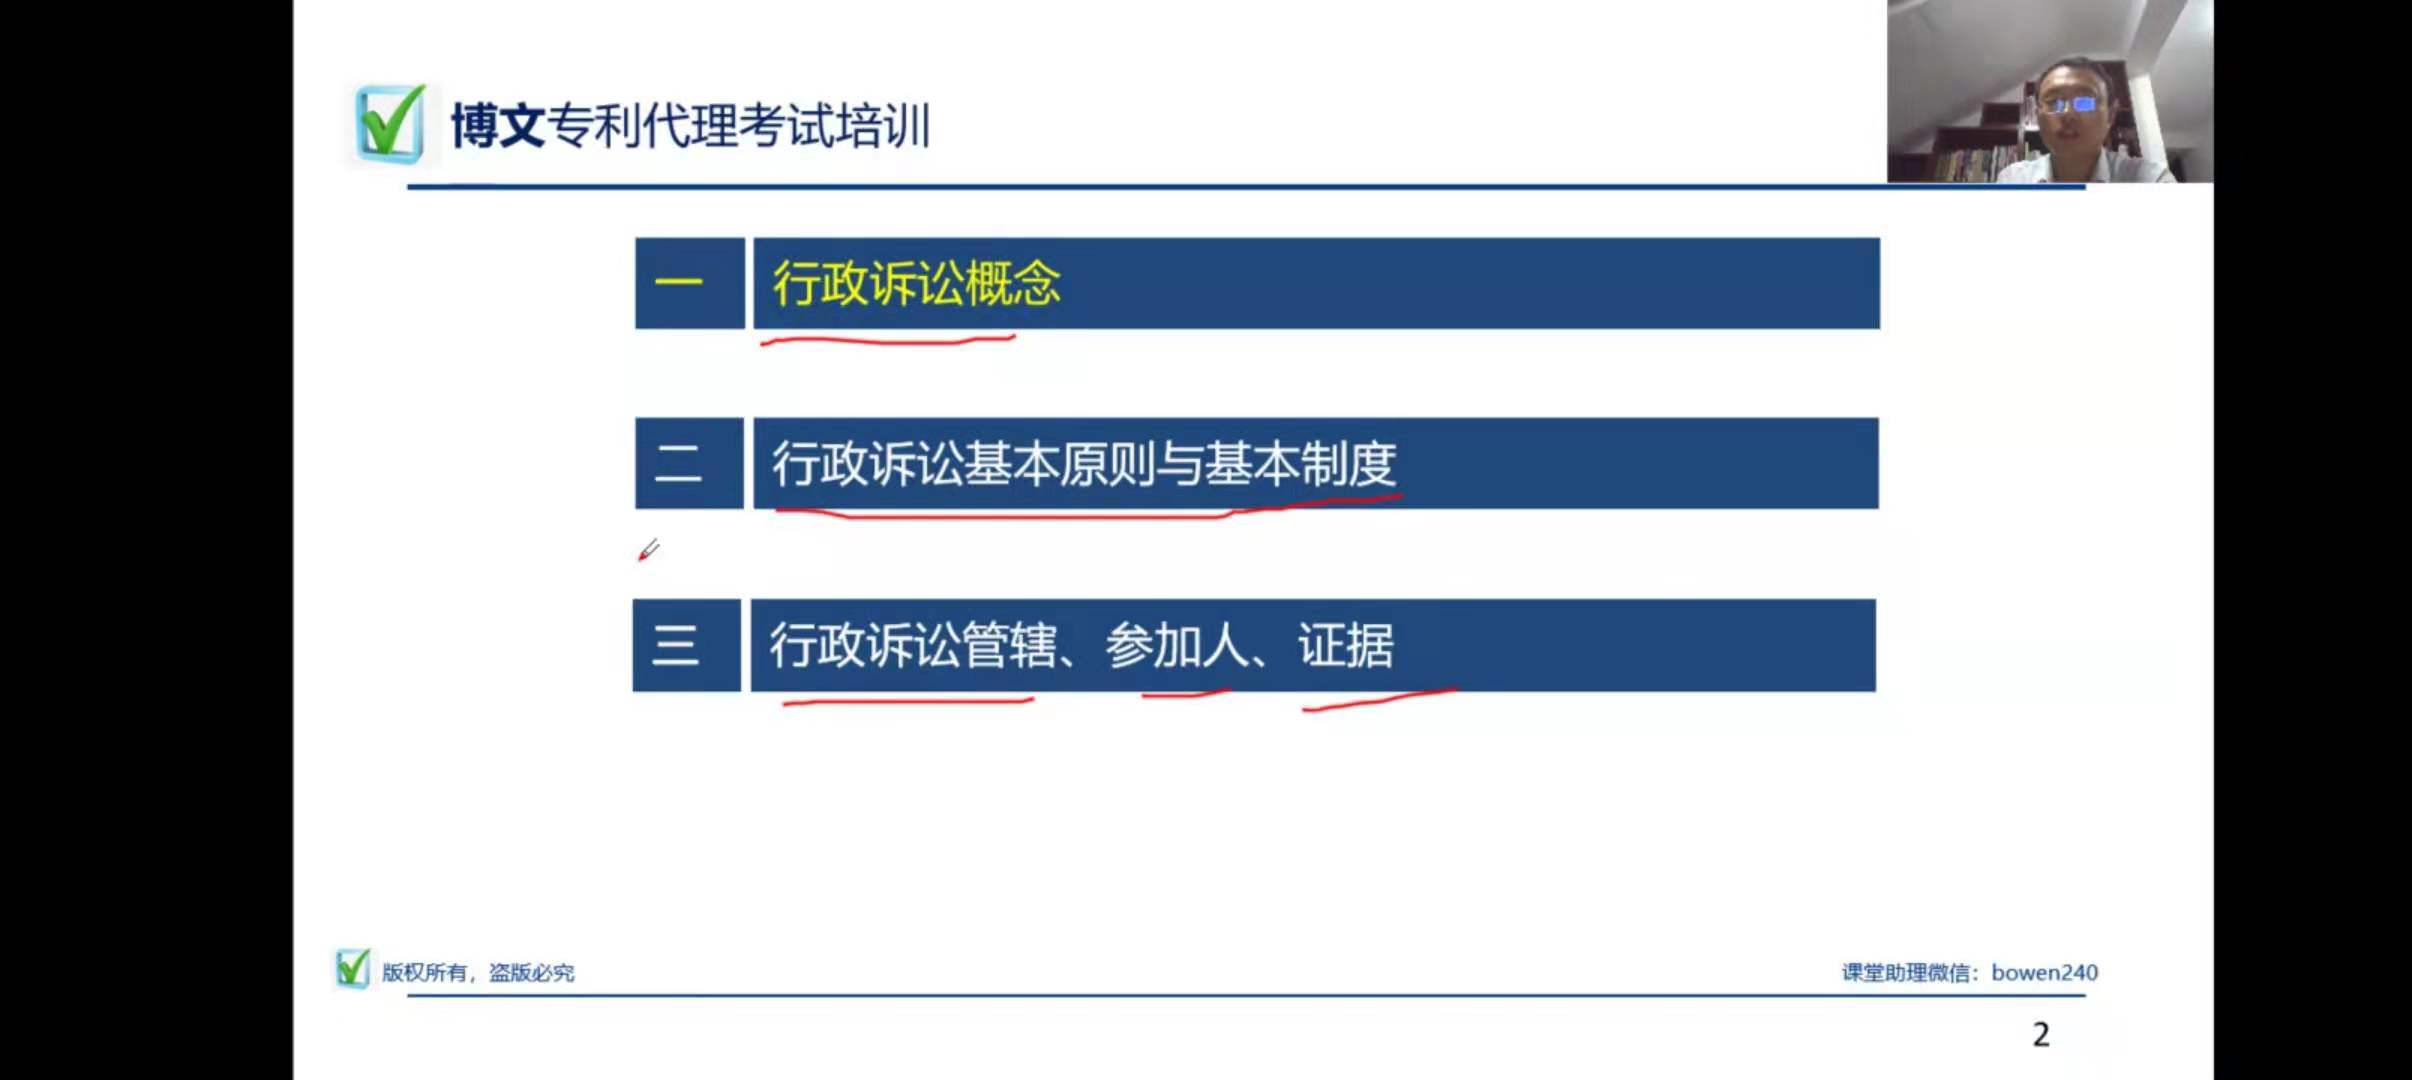 博文专利代理考试培训
一 行政诉讼概念
二 行政诉讼基本原则与基本制度
三 行政诉讼管辖、参加人、证据
版权所有，盗版必究
课堂助理微信：bowen240
2